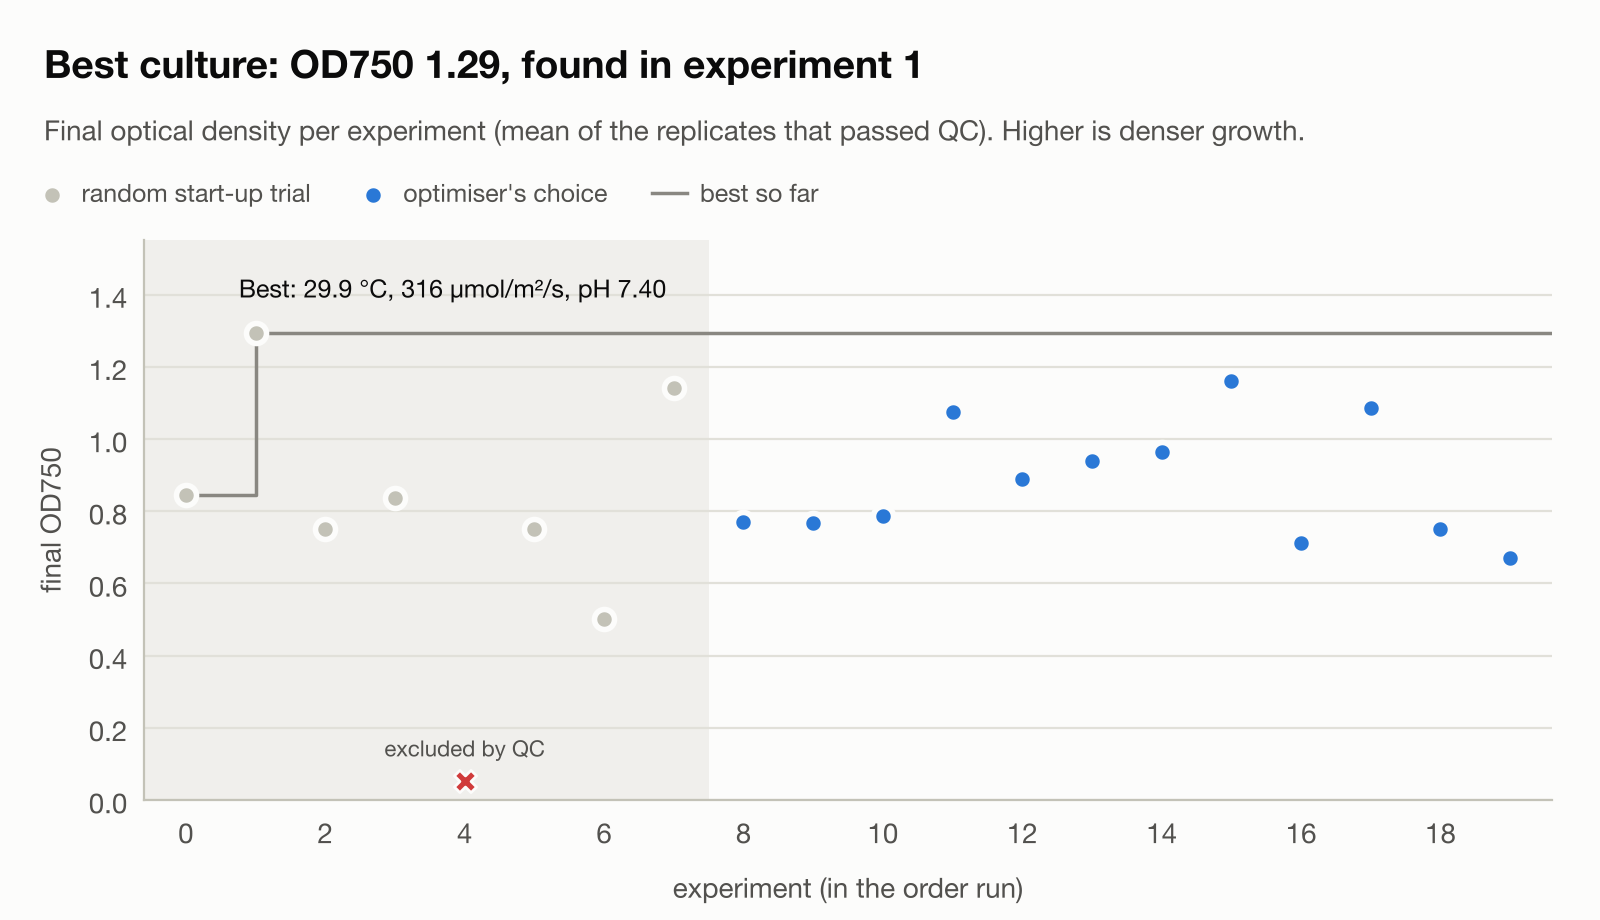 Best culture: OD750 1.29, found in experiment 1
Final optical density per experiment (mean of the replicates that passed QC). Higher is denser growth.
random start-up trial optimiser's choice best so far
Best: 29.9 °C, 316 µmol/m²/s, pH 7.40
1.4
1.2
1.0
0.8
0.6
0.4
0.2
0.0
final OD750
excluded by QC
0 2 4 6 8 10 12 14 16 18
experiment (in the order run)